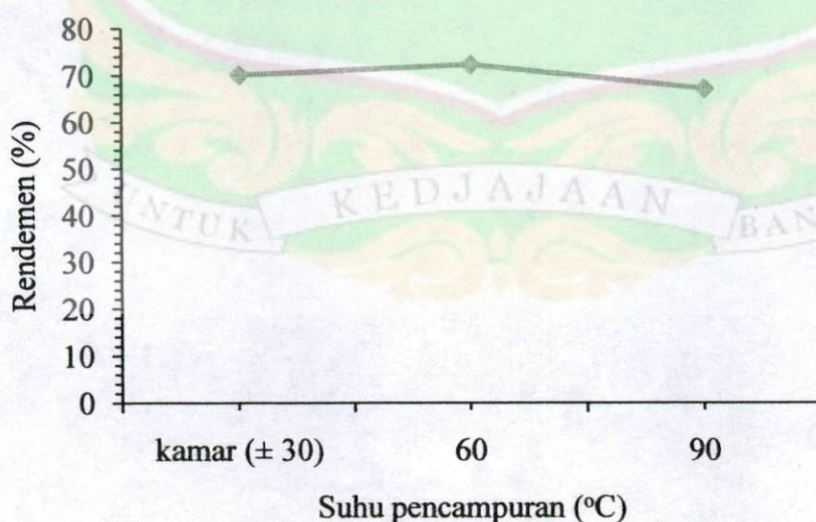 80
70
60
50
40
30
20
10
0
Rendemen (%)
UNTUK KEDJAJAAN BAN
kamar (± 30) 60 90
Suhu pencampuran (ºC)